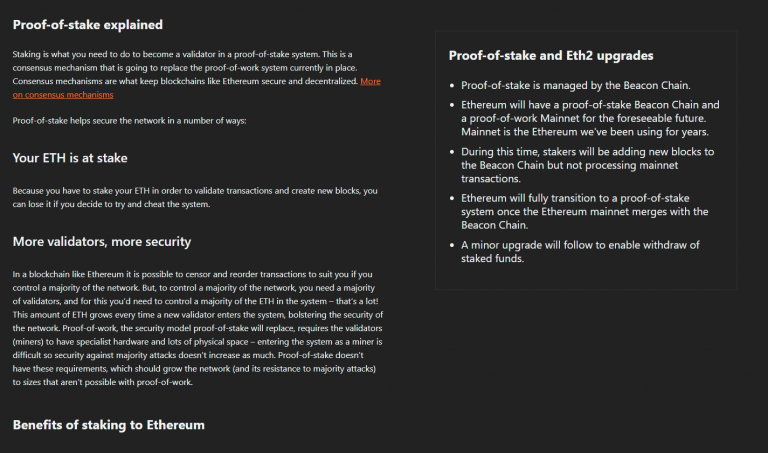 Proof-of-stake explained
Staking is what you need to do to become a validator in a proof-of-stake system. This is a
consensus mechanism that is going to replace the proof-of-work system currently in place.
Consensus mechanisms are what keep blockchains like Ethereum secure and decentralized. More
on consensus mechanisms
Proof-of-stake helps secure the network in a number of ways:
Your ETH is at stake
Because you have to stake your ETH in order to validate transactions and create new blocks, you
can lose it if you decide to try and cheat the system.
More validators, more security
In a blockchain like Ethereum it is possible to censor and reorder transactions to suit you if you
control a majority of the network. But, to control a majority of the network, you need a majority
of validators, and for this you'd need to control a majority of the ETH in the system – that's a lot!
This amount of ETH grows every time a new validator enters the system, bolstering the security of
the network. Proof-of-work, the security model proof-of-stake will replace, requires the validators
(miners) to have specialist hardware and lots of physical space – entering the system as a miner is
difficult so security against majority attacks doesn't increase as much. Proof-of-stake doesn't
have these requirements, which should grow the network (and its resistance to majority attacks)
to sizes that aren't possible with proof-of-work.
Benefits of staking to Ethereum
Proof-of-stake and Eth2 upgrades
• Proof-of-stake is managed by the Beacon Chain.
• Ethereum will have a proof-of-stake Beacon Chain and
a proof-of-work Mainnet for the foreseeable future.
Mainnet is the Ethereum we've been using for years.
• During this time, stakers will be adding new blocks to
the Beacon Chain but not processing mainnet
transactions.
• Ethereum will fully transition to a proof-of-stake
system once the Ethereum mainnet merges with the
Beacon Chain.
• A minor upgrade will follow to enable withdraw of
staked funds.